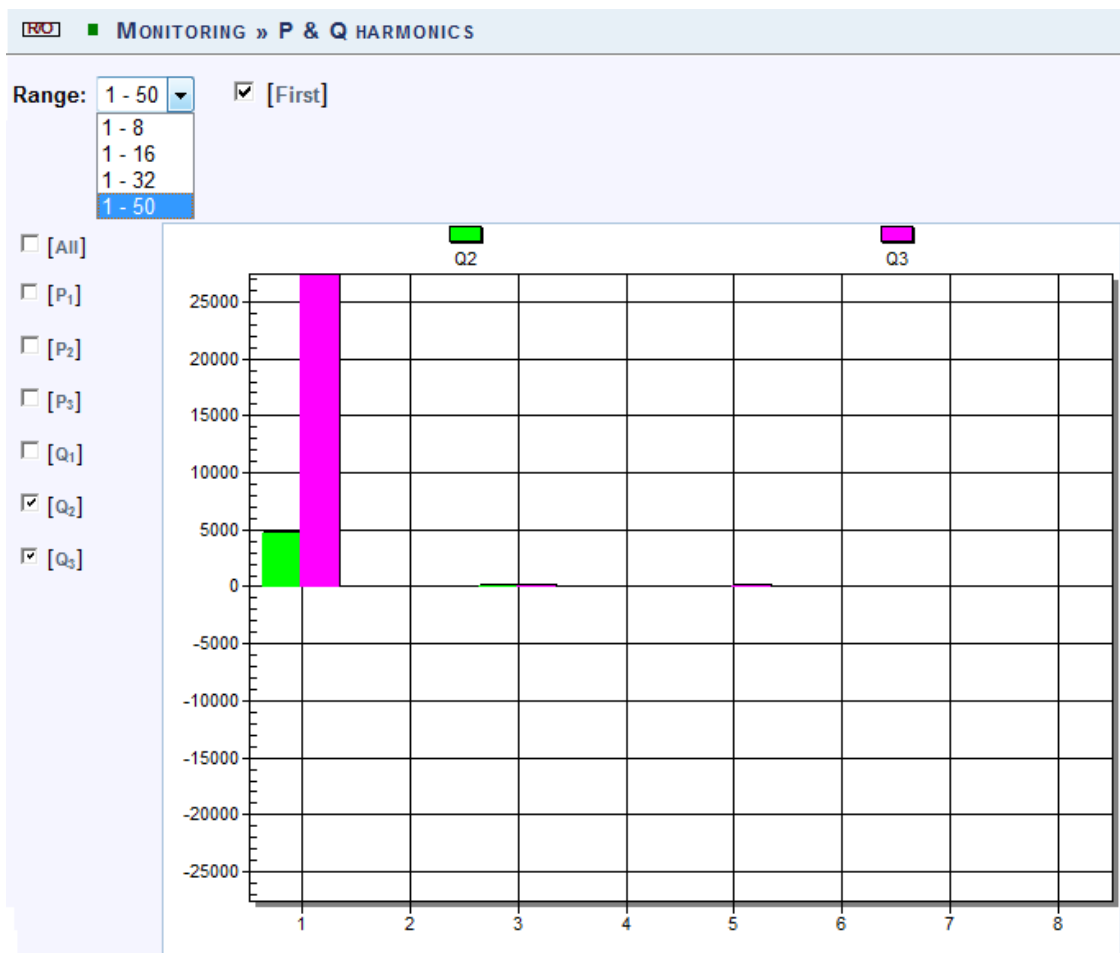 R/O MONITORING » P & Q HARMONICS
Range: 1 - 50 [First]
1 - 8
1 - 16
1 - 32
1 - 50
[All]
[P₁]
[P₂]
[P₃]
[Q₁]
[Q₂]
[Q₃]
Q2 Q3
25000
20000
15000
10000
5000
0
-5000
-10000
-15000
-20000
-25000
1 2 3 4 5 6 7 8